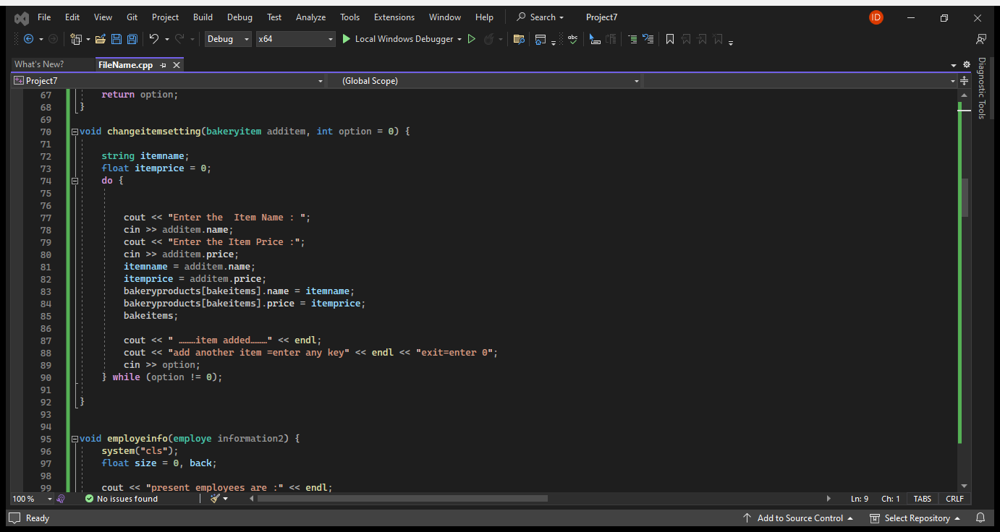 File Edit View Git Project Build Debug Test Analyze Tools Extensions Window Help Search Project7 ID
Debug x64 Local Windows Debugger abc
What's New? FileName.cpp
Diagnostic Tools
Project7 (Global Scope)
67 return option;
68 }
69
70 void changeitemsetting(bakeryitem additem, int option = 0) {
71
72 string itemname;
73 float itemprice = 0;
74 do {
75
76
77 cout << "Enter the  Item Name : ";
78 cin >> additem.name;
79 cout << "Enter the Item Price :";
80 cin >> additem.price;
81 itemname = additem.name;
82 itemprice = additem.price;
83 bakeryproducts[bakeitems].name = itemname;
84 bakeryproducts[bakeitems].price = itemprice;
85 bakeitems;
86
87 cout << " ………item added………" << endl;
88 cout << "add another item =enter any key" << endl << "exit=enter 0";
89 cin >> option;
90 } while (option != 0);
91
92 }
93
94
95 void employeinfo(employe information2) {
96 system("cls");
97 float size = 0, back;
98
99 cout << "present employees are :" << endl;
100 % No issues found Ln: 9 Ch: 1 TABS CRLF
Ready Add to Source Control Select Repository